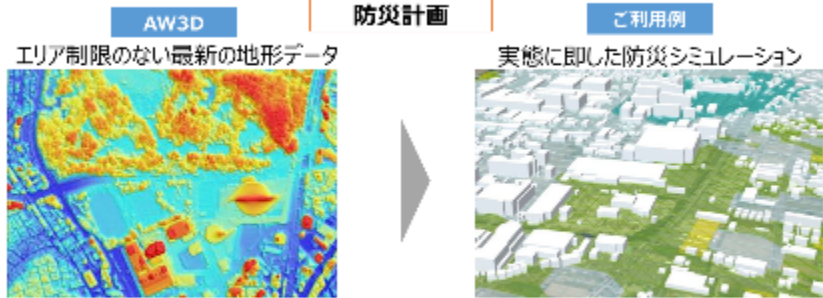 防災計画
AW3D
ご利用例
エリア制限のない最新の地形データ
実態に即した防災シミュレーション